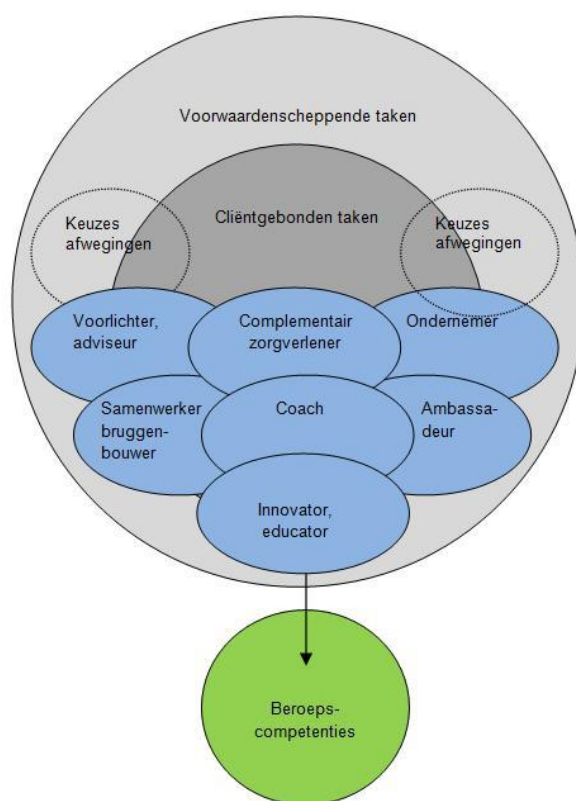 Voorwaardenscheppende taken
Keuzes
afwegingen
Cliëntgebonden taken
Keuzes
afwegingen
Voorlichter,
adviseur
Complementair
zorgverlener
Ondernemer
Samenwerker
bruggen-
bouwer
Coach
Ambassa-
deur
Innovator,
educator
Beroeps-
competenties